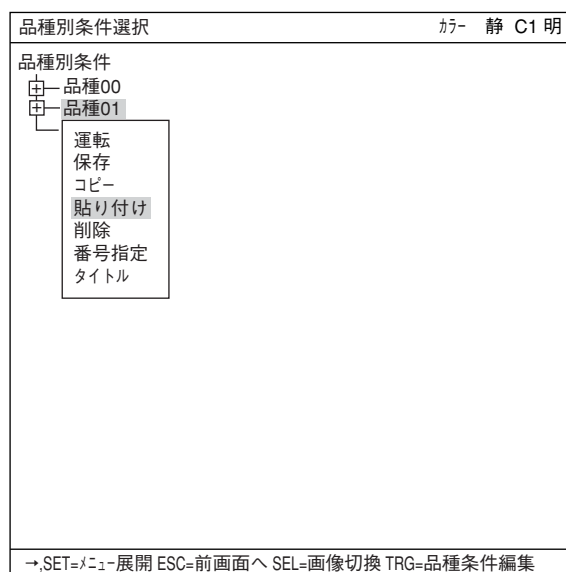 品種別条件選択 ｶﾗｰ 静 C1 明
品種別条件
品種00
品種01
運転
保存
コピー
貼り付け
削除
番号指定
タイトル
→,SET=ﾒﾆｭｰ展開 ESC=前画面へ SEL=画像切換 TRG=品種条件編集